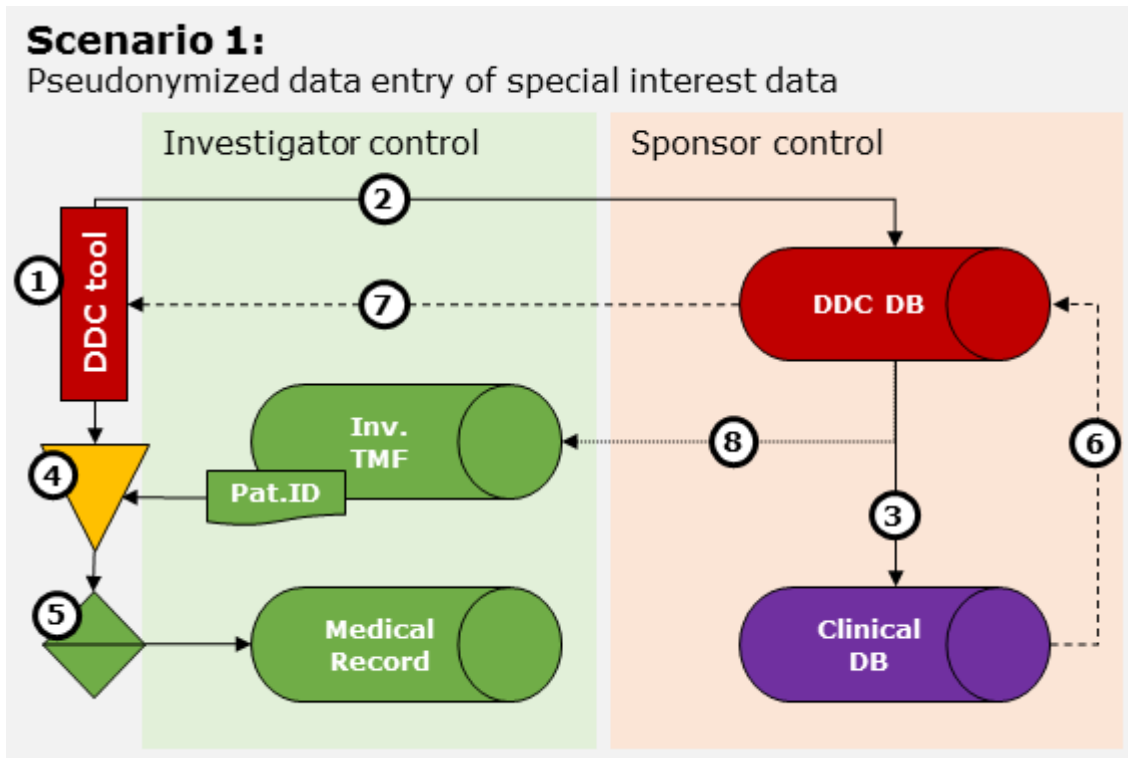 Scenario 1:
Pseudonymized data entry of special interest data
Investigator control
Sponsor control
2
1
DDC tool
7
DDC DB
Inv.
TMF
8
6
4
Pat.ID
3
5
Medical
Record
Clinical
DB